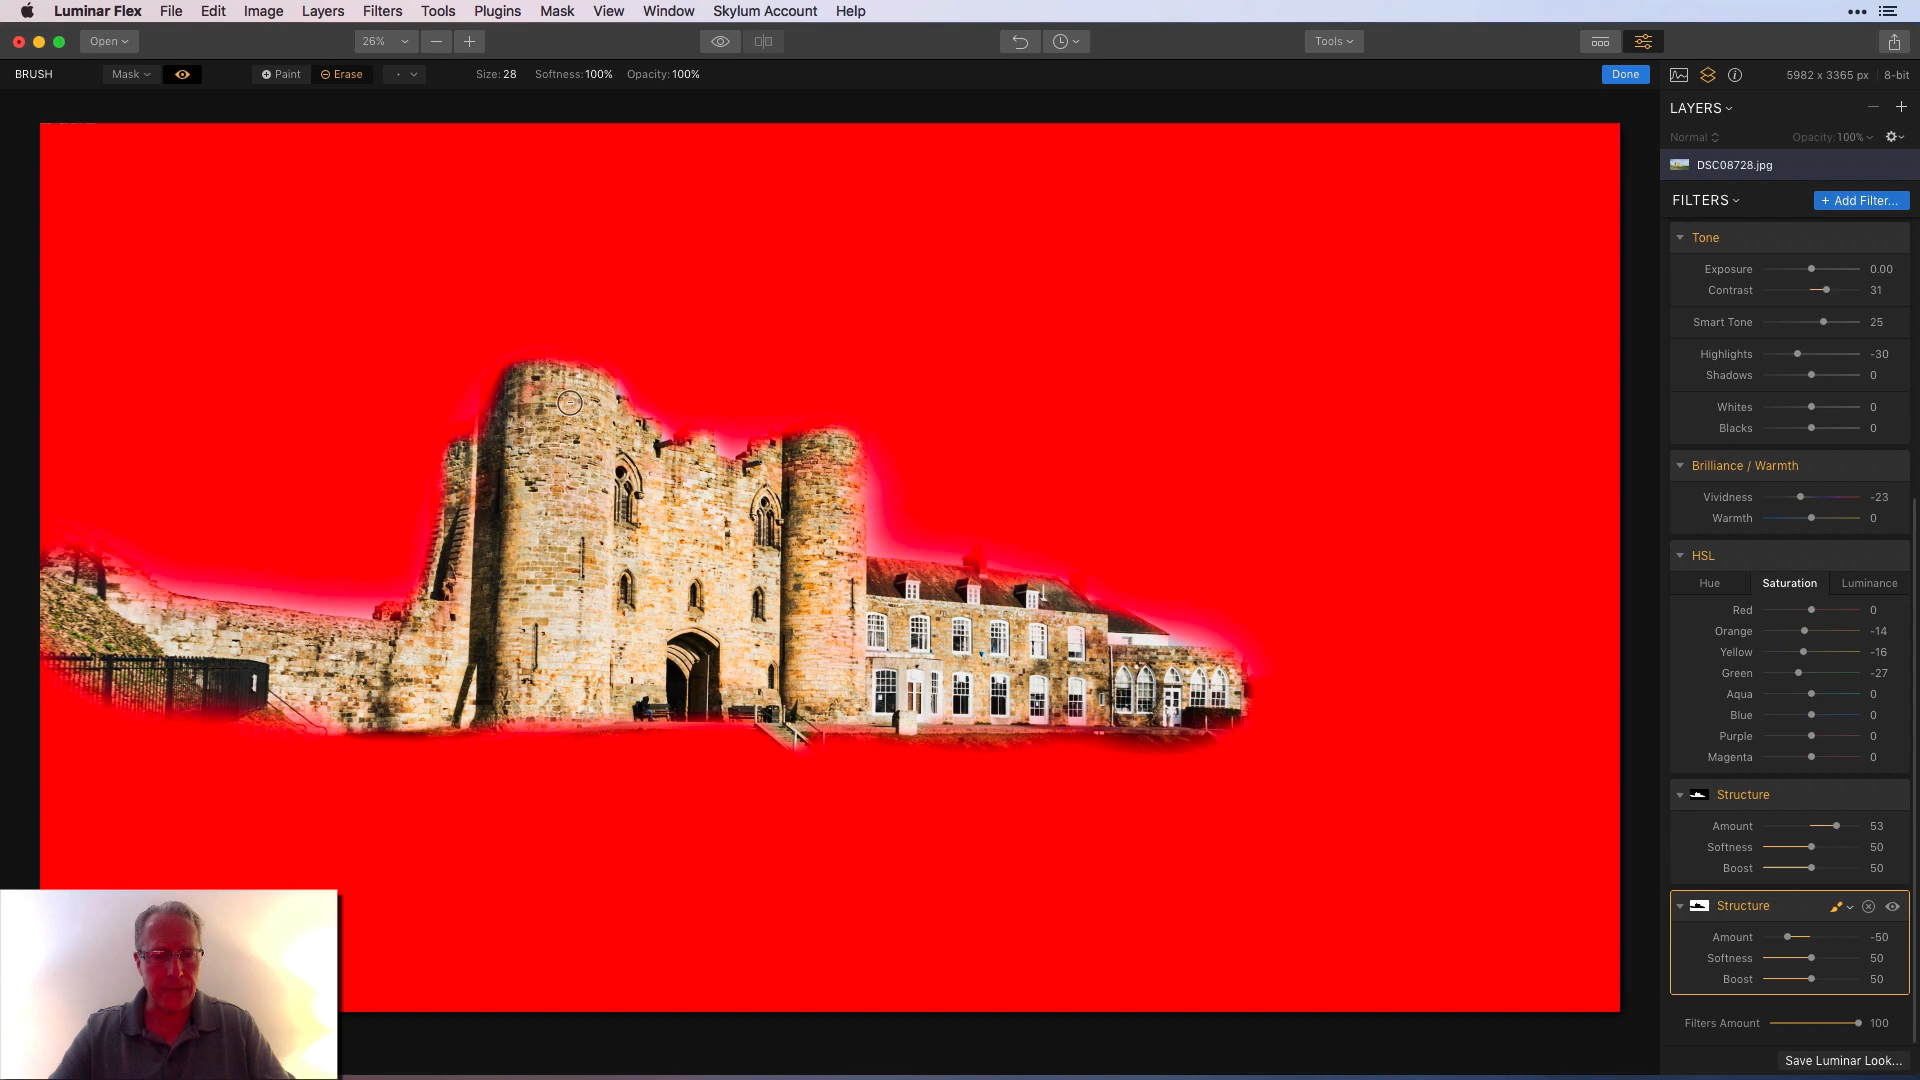 Luminar Flex File Edit Image Layers Filters Tools Plugins Mask View Window Skylum Account Help
Open 26% Tools
BRUSH Mask Paint Erase Size: 28 Softness: 100% Opacity: 100% Done 5982 x 3365 px 8-bit
LAYERS
Normal Opacity: 100%
DSC08728.jpg
FILTERS + Add Filter...
Tone
Exposure 0.00
Contrast 31
Smart Tone 25
Highlights -30
Shadows 0
Whites 0
Blacks 0
Brilliance / Warmth
Vividness -23
Warmth 0
HSL
Hue Saturation Luminance
Red 0
Orange -14
Yellow -16
Green -27
Aqua 0
Blue 0
Purple 0
Magenta 0
Structure
Amount 53
Softness 50
Boost 50
Structure
Amount -50
Softness 50
Boost 50
Filters Amount 100
Save Luminar Look...